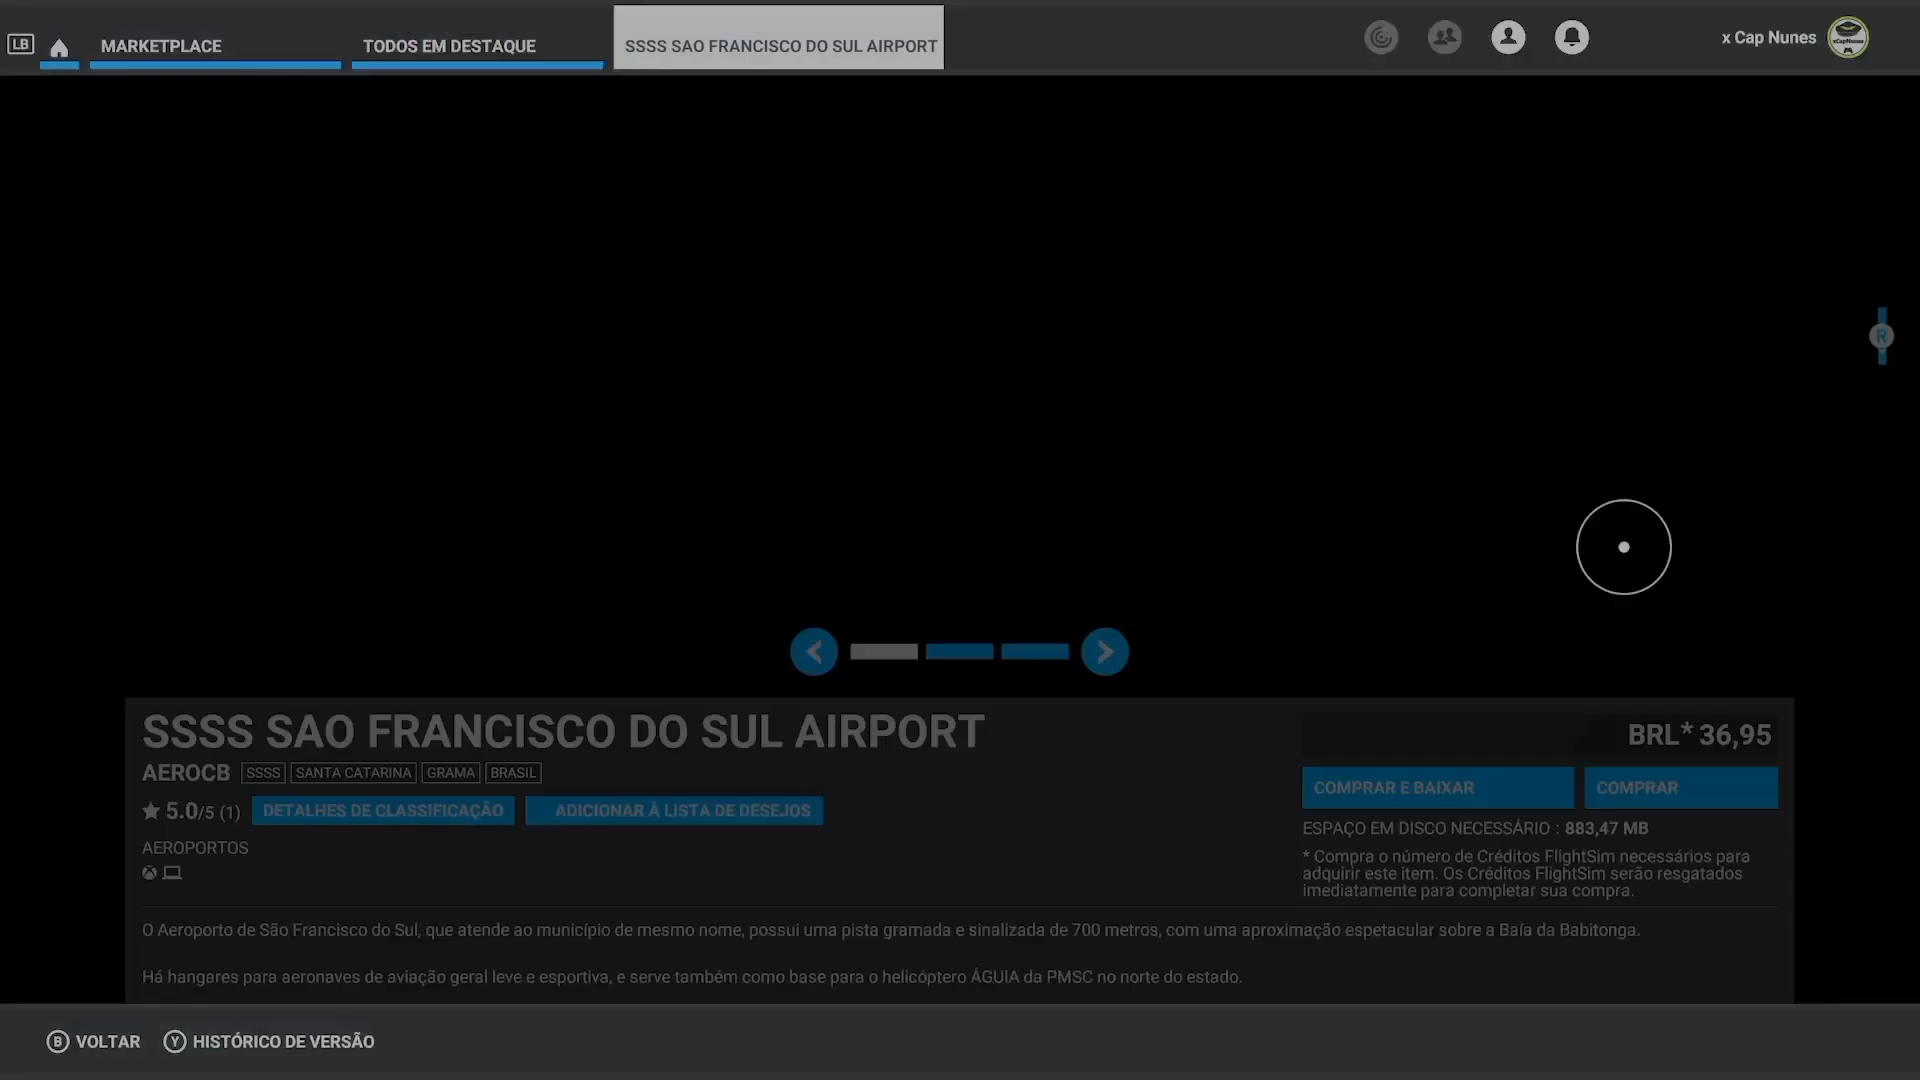 LB
MARKETPLACE
TODOS EM DESTAQUE
SSSS SAO FRANCISCO DO SUL AIRPORT
x Cap Nunes
R
SSSS SAO FRANCISCO DO SUL AIRPORT
AEROCB SSSS SANTA CATARINA GRAMA BRASIL
5.0/5 (1) DETALHES DE CLASSIFICAÇÃO ADICIONAR À LISTA DE DESEJOS
AEROPORTOS
BRL* 36,95
COMPRAR E BAIXAR COMPRAR
ESPAÇO EM DISCO NECESSÁRIO : 883,47 MB
* Compra o número de Créditos FlightSim necessários para
adquirir este item. Os Créditos FlightSim serão resgatados
imediatamente para completar sua compra.
O Aeroporto de São Francisco do Sul, que atende ao município de mesmo nome, possui uma pista gramada e sinalizada de 700 metros, com uma aproximação espetacular sobre a Baía da Babitonga.
Há hangares para aeronaves de aviação geral leve e esportiva, e serve também como base para o helicóptero ÁGUIA da PMSC no norte do estado.
B VOLTAR Y HISTÓRICO DE VERSÃO